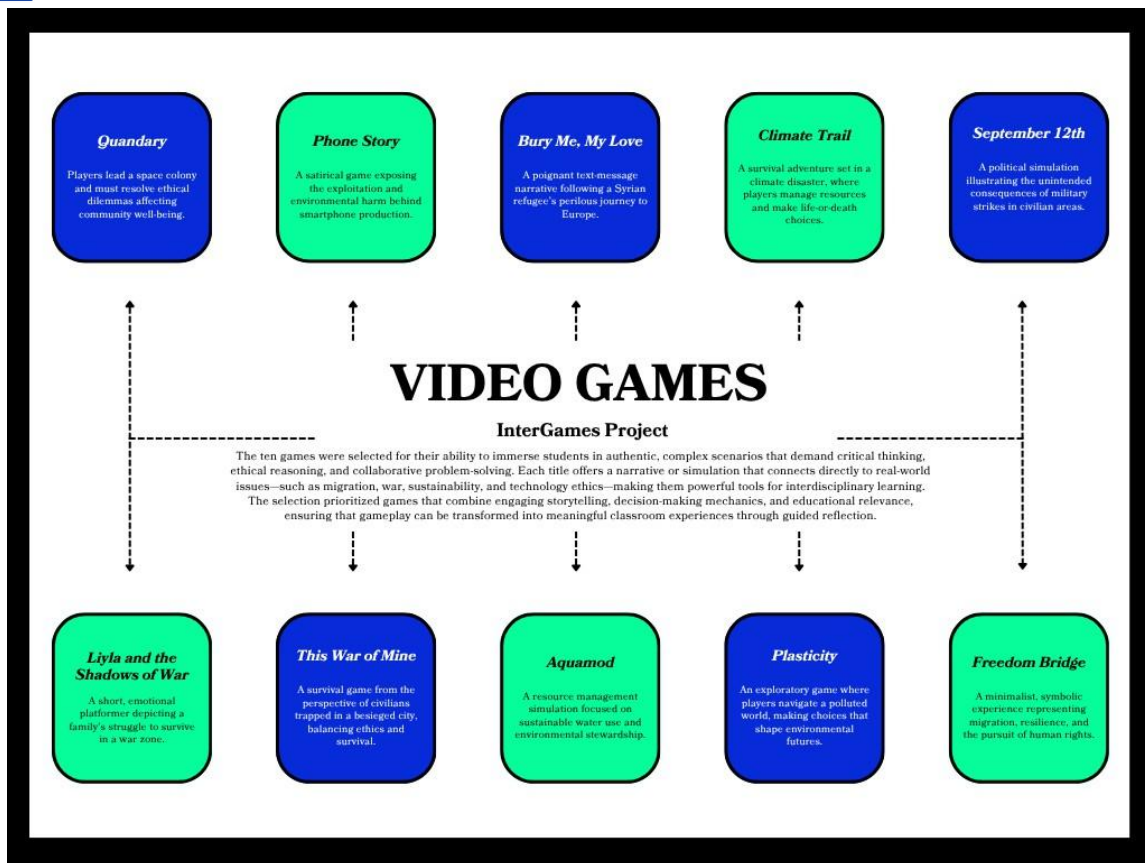 Quandary
Players lead a space colony
and must resolve ethical
dilemmas affecting
community well-being.
Phone Story
A satirical game exposing
the exploitation and
environmental harm behind
smartphone production.
Bury Me, My Love
A poignant text-message
narrative following a Syrian
refugee's perilous journey to
Europe.
Climate Trail
A survival adventure set in a
climate disaster, where
players manage resources
and make life-or-death
choices.
September 12th
A political simulation
illustrating the unintended
consequences of military
strikes in civilian areas.
VIDEO GAMES
InterGames Project
The ten games were selected for their ability to immerse students in authentic, complex scenarios that demand critical thinking,
ethical reasoning, and collaborative problem-solving. Each title offers a narrative or simulation that connects directly to real-world
issues—such as migration, war, sustainability, and technology ethics—making them powerful tools for interdisciplinary learning.
The selection prioritized games that combine engaging storytelling, decision-making mechanics, and educational relevance,
ensuring that gameplay can be transformed into meaningful classroom experiences through guided reflection.
Liyla and the
Shadows of War
A short, emotional
platformer depicting a
family's struggle to survive
in a war zone.
This War of Mine
A survival game from the
perspective of civilians
trapped in a besieged city,
balancing ethics and
survival.
Aquamod
A resource management
simulation focused on
sustainable water use and
environmental stewardship.
Plasticity
An exploratory game where
players navigate a polluted
world, making choices that
shape environmental
futures.
Freedom Bridge
A minimalist, symbolic
experience representing
migration, resilience, and
the pursuit of human rights.